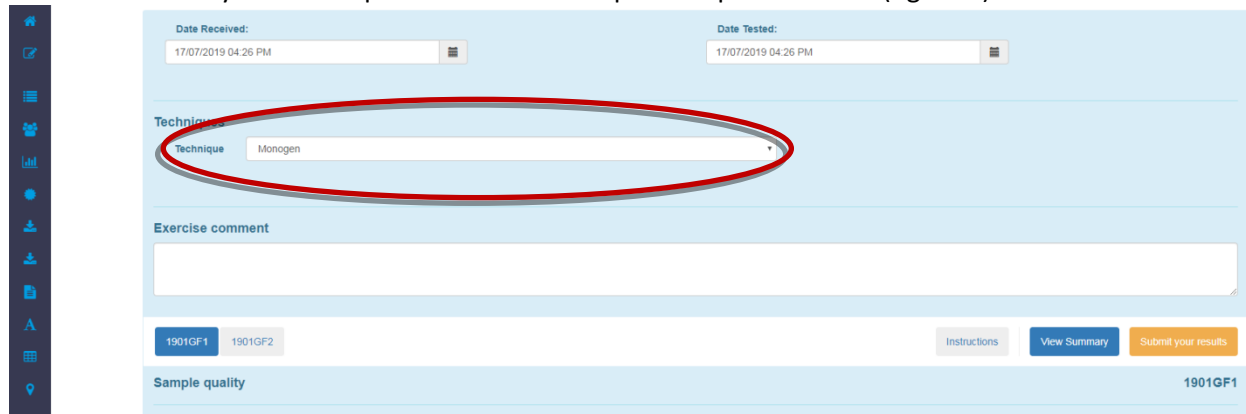 Date Received: Date Tested:
17/07/2019 04:26 PM 17/07/2019 04:26 PM
Techniques
Technique Monogen
Exercise comment
1901GF1 1901GF2 Instructions View Summary Submit your results
Sample quality 1901GF1